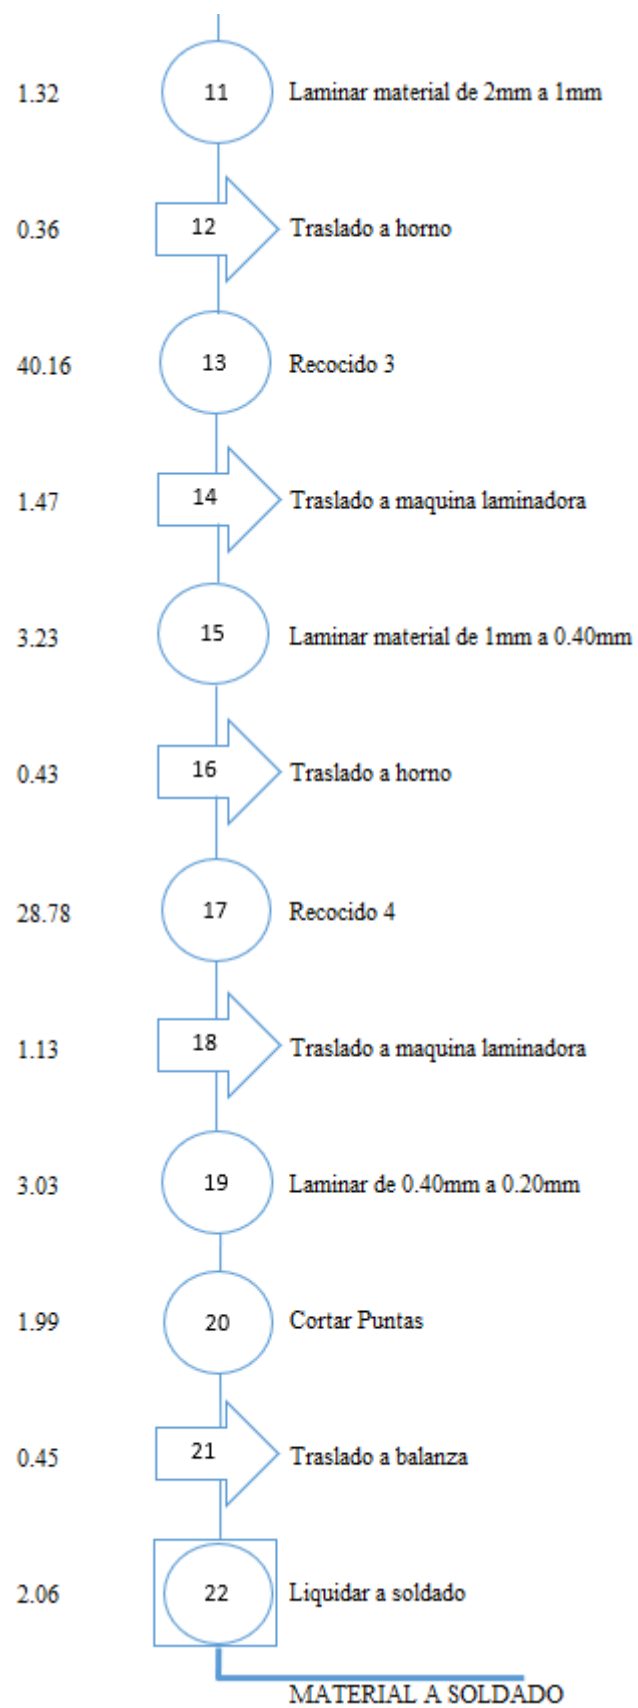 1.32 11 Laminar material de 2mm a 1mm
0.36 12 Traslado a horno
40.16 13 Recocido 3
1.47 14 Traslado a maquina laminadora
3.23 15 Laminar material de 1mm a 0.40mm
0.43 16 Traslado a horno
28.78 17 Recocido 4
1.13 18 Traslado a maquina laminadora
3.03 19 Laminar de 0.40mm a 0.20mm
1.99 20 Cortar Puntas
0.45 21 Traslado a balanza
2.06 22 Liquidar a soldado
MATERIAL A SOLDADO